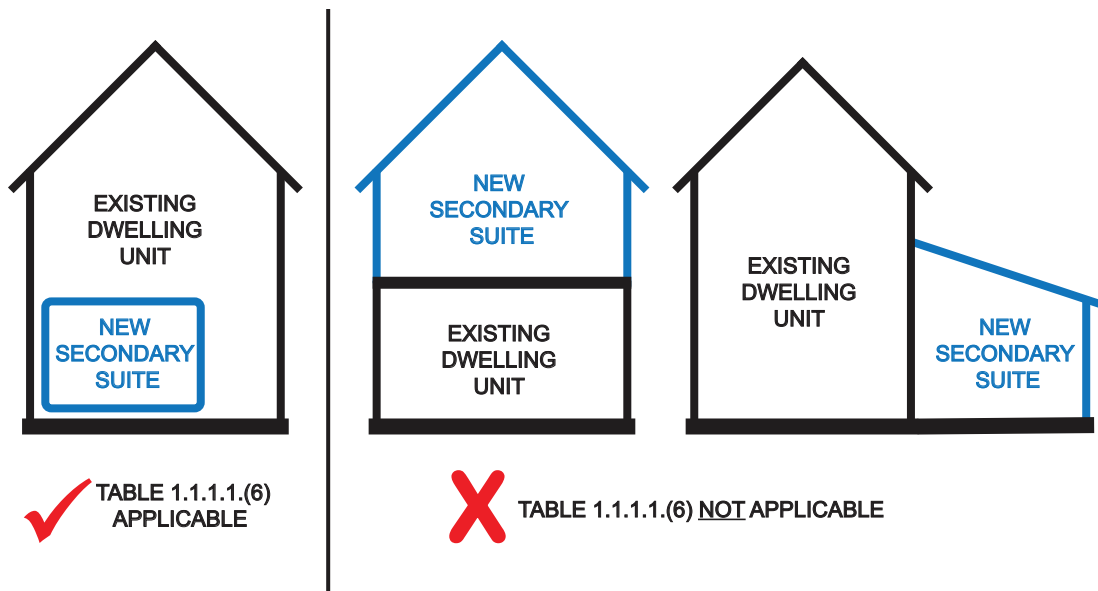 EXISTING
DWELLING
UNIT
NEW
SECONDARY
SUITE
TABLE 1.1.1.1.(6)
APPLICABLE
NEW
SECONDARY
SUITE
EXISTING
DWELLING
UNIT
EXISTING
DWELLING
UNIT
NEW
SECONDARY
SUITE
TABLE 1.1.1.1.(6) NOT APPLICABLE